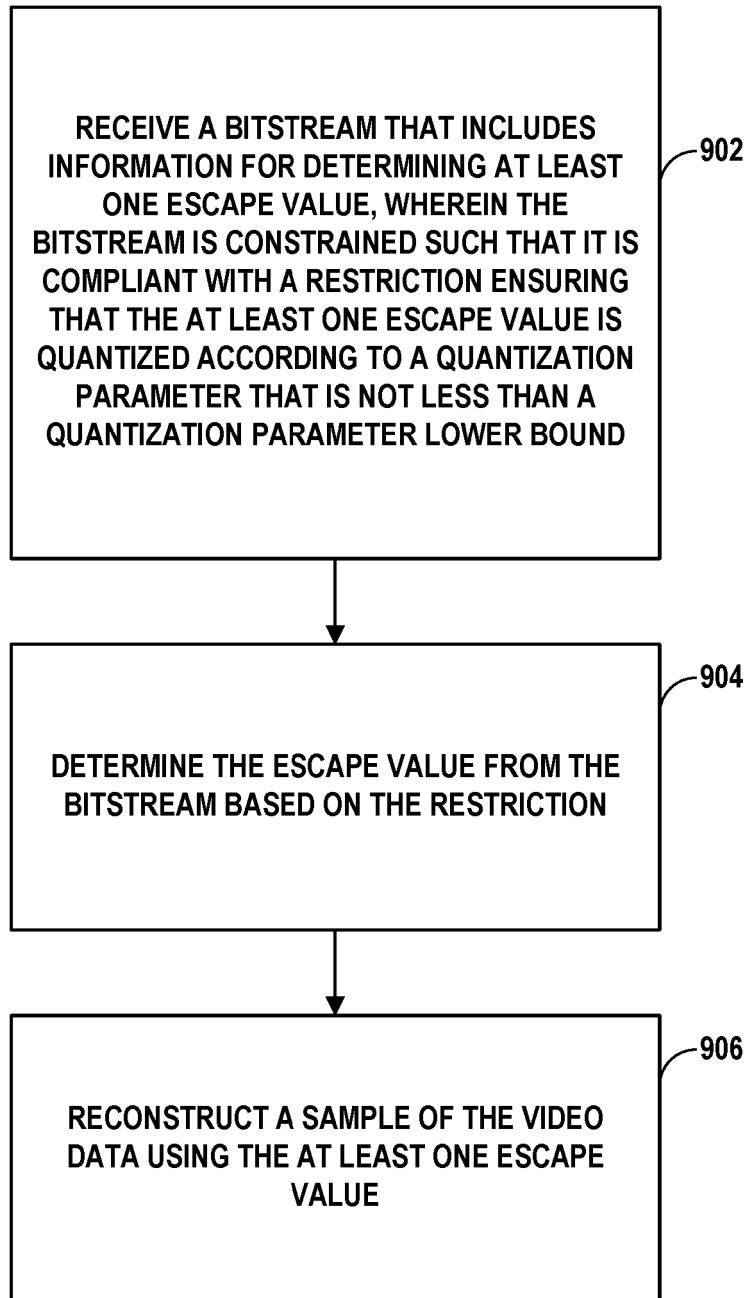 RECEIVE A BITSTREAM THAT INCLUDES
INFORMATION FOR DETERMINING AT LEAST
ONE ESCAPE VALUE, WHEREIN THE
BITSTREAM IS CONSTRAINED SUCH THAT IT IS
COMPLIANT WITH A RESTRICTION ENSURING
THAT THE AT LEAST ONE ESCAPE VALUE IS
QUANTIZED ACCORDING TO A QUANTIZATION
PARAMETER THAT IS NOT LESS THAN A
QUANTIZATION PARAMETER LOWER BOUND
902
DETERMINE THE ESCAPE VALUE FROM THE
BITSTREAM BASED ON THE RESTRICTION
904
RECONSTRUCT A SAMPLE OF THE VIDEO
DATA USING THE AT LEAST ONE ESCAPE
VALUE
906